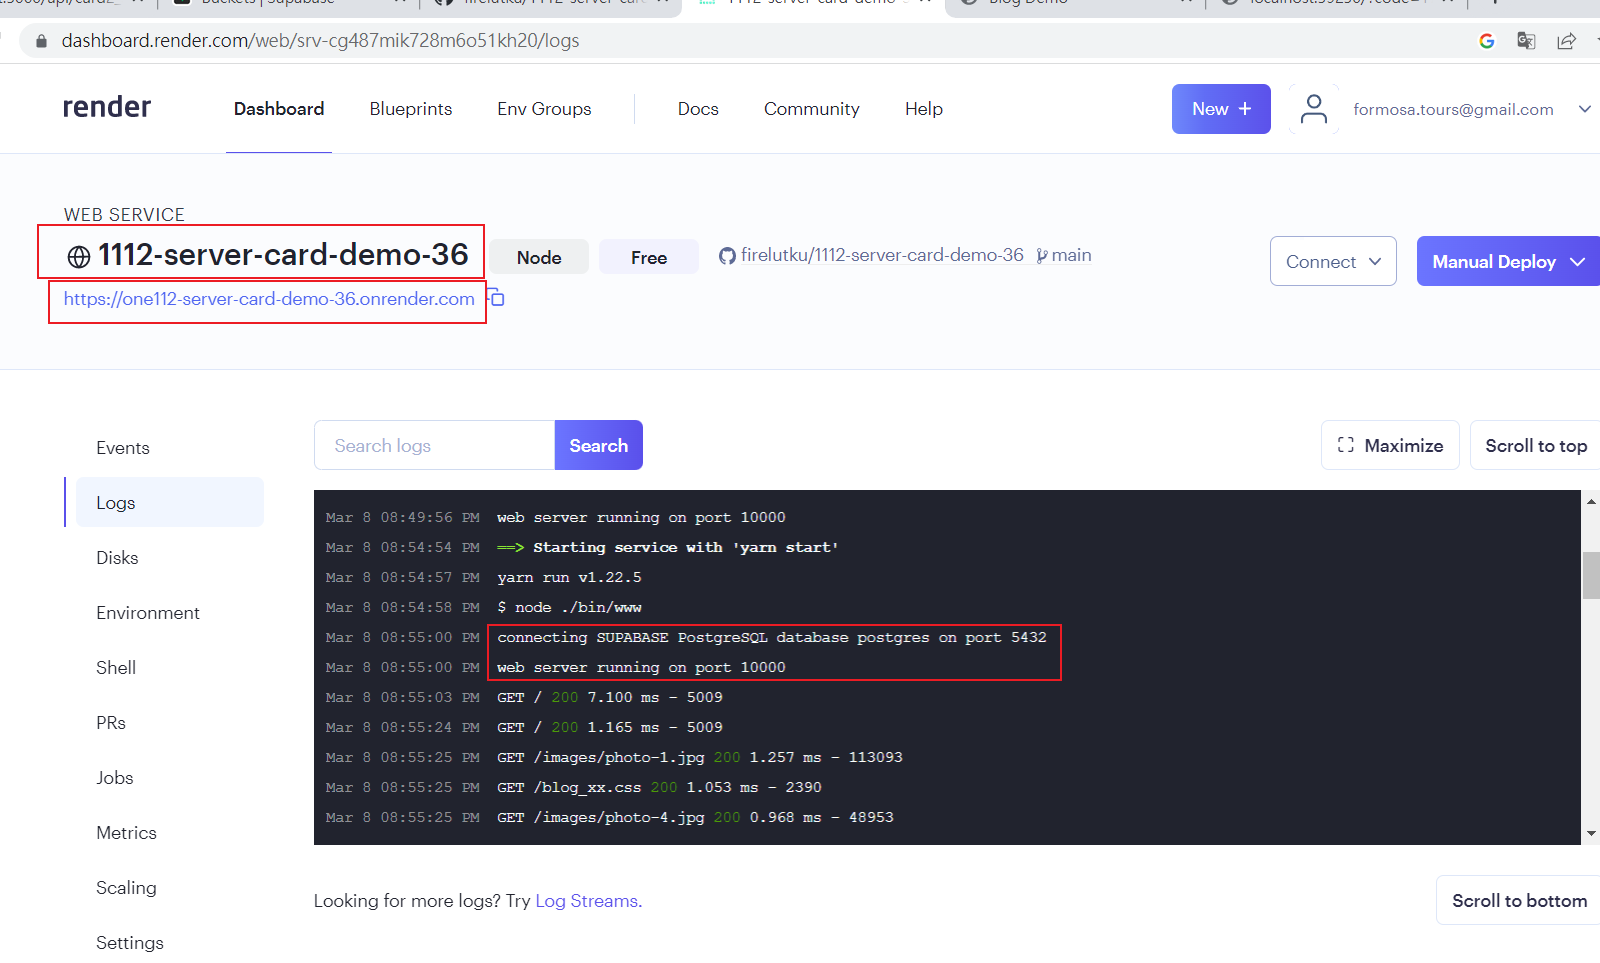 Buckets | Supabase
Blog Demo
dashboard.render.com/web/srv-cg487mik728m6o51kh20/logs
render
Dashboard
Blueprints
Env Groups
Docs
Community
Help
New +
formosa.tours@gmail.com
WEB SERVICE
1112-server-card-demo-36
Node
Free
firelutku/1112-server-card-demo-36
main
Connect
Manual Deploy
https://one112-server-card-demo-36.onrender.com
Events
Logs
Disks
Environment
Shell
PRs
Jobs
Metrics
Scaling
Settings
Search logs
Search
Maximize
Scroll to top
Mar 8 08:49:56 PM web server running on port 10000
Mar 8 08:54:54 PM ==> Starting service with 'yarn start'
Mar 8 08:54:57 PM yarn run v1.22.5
Mar 8 08:54:58 PM $ node ./bin/www
Mar 8 08:55:00 PM connecting SUPABASE PostgreSQL database postgres on port 5432
Mar 8 08:55:00 PM web server running on port 10000
Mar 8 08:55:03 PM GET / 200 7.100 ms - 5009
Mar 8 08:55:24 PM GET / 200 1.165 ms - 5009
Mar 8 08:55:25 PM GET /images/photo-1.jpg 200 1.257 ms - 113093
Mar 8 08:55:25 PM GET /blog_xx.css 200 1.053 ms - 2390
Mar 8 08:55:25 PM GET /images/photo-4.jpg 200 0.968 ms - 48953
Looking for more logs? Try Log Streams.
Scroll to bottom